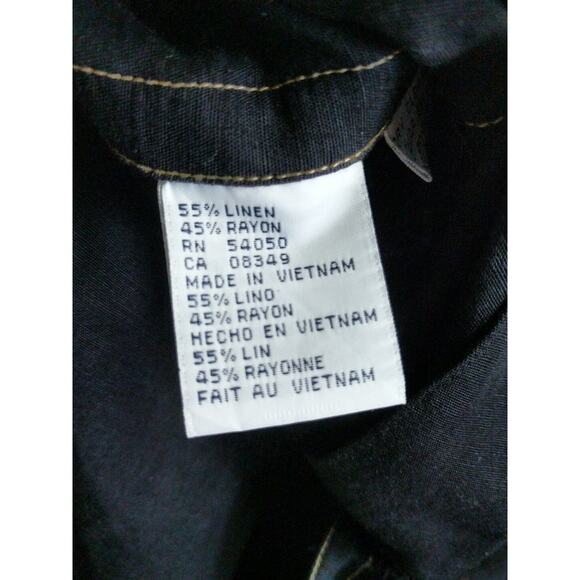 55% LINEN
45% RAYON
RN 54050
CA 08349
MADE IN VIETNAM
55% LINO
45% RAYON
HECHO EN VIETNAM
55% LIN
45% RAYONNE
FAIT AU VIETNAM